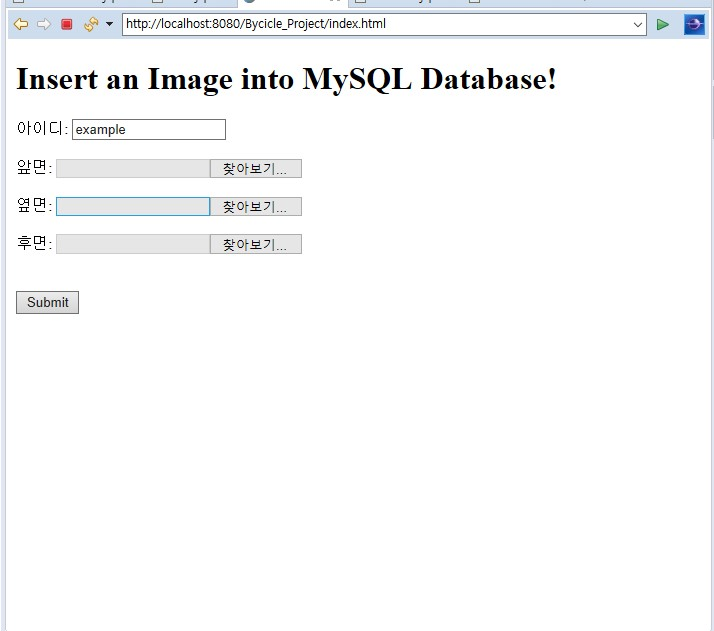 http://localhost:8080/Bycicle_Project/index.html
Insert an Image into MySQL Database!
아이디: example
앞면: 찾아보기...
옆면: 찾아보기...
후면: 찾아보기...
Submit